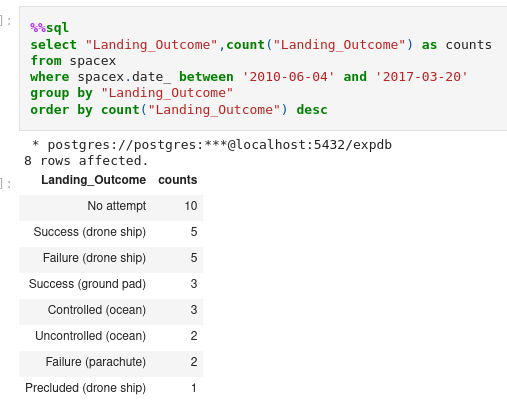 ]:
%%sql
select "Landing_Outcome",count("Landing_Outcome") as counts
from spacex
where spacex.date_ between '2010-06-04' and '2017-03-20'
group by "Landing_Outcome"
order by count("Landing_Outcome") desc
* postgres://postgres:***@localhost:5432/expdb
8 rows affected.
]:
Landing_Outcome counts
No attempt 10
Success (drone ship) 5
Failure (drone ship) 5
Success (ground pad) 3
Controlled (ocean) 3
Uncontrolled (ocean) 2
Failure (parachute) 2
Precluded (drone ship) 1